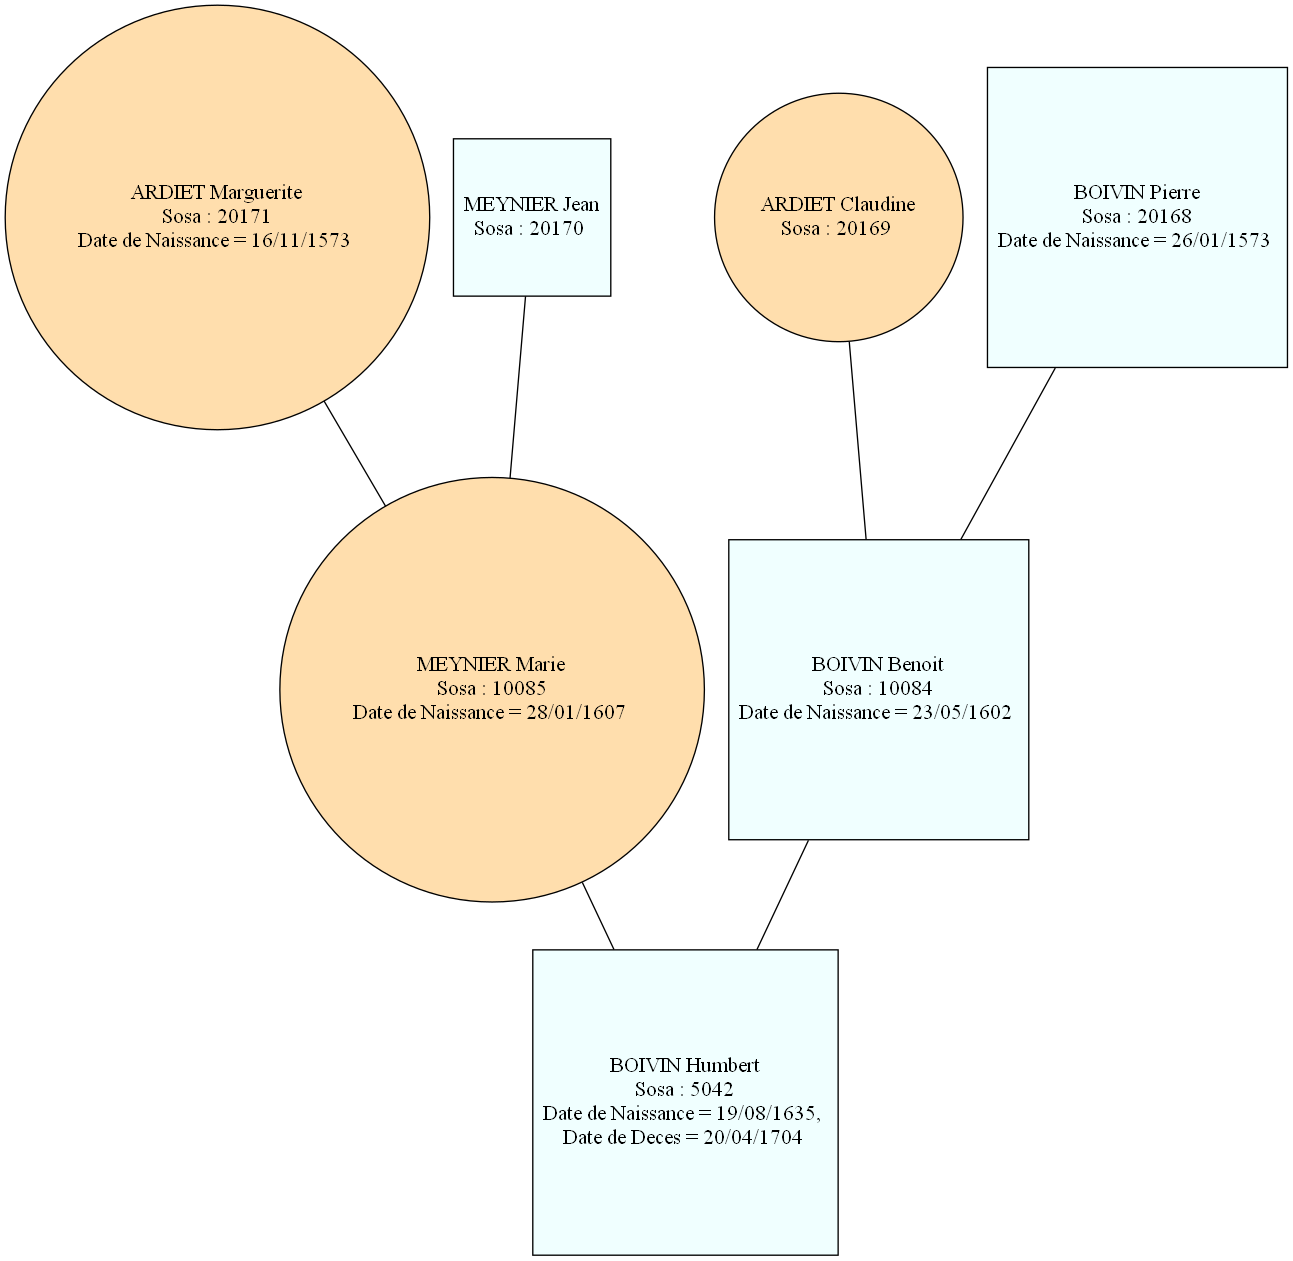 ARDIET Marguerite
Sosa : 20171
Date de Naissance = 16/11/1573
MEYNIER Jean
Sosa : 20170
ARDIET Claudine
Sosa : 20169
BOIVIN Pierre
Sosa : 20168
Date de Naissance = 26/01/1573
MEYNIER Marie
Sosa : 10085
Date de Naissance = 28/01/1607
BOIVIN Benoit
Sosa : 10084
Date de Naissance = 23/05/1602
BOIVIN Humbert
Sosa : 5042
Date de Naissance = 19/08/1635,
Date de Deces = 20/04/1704